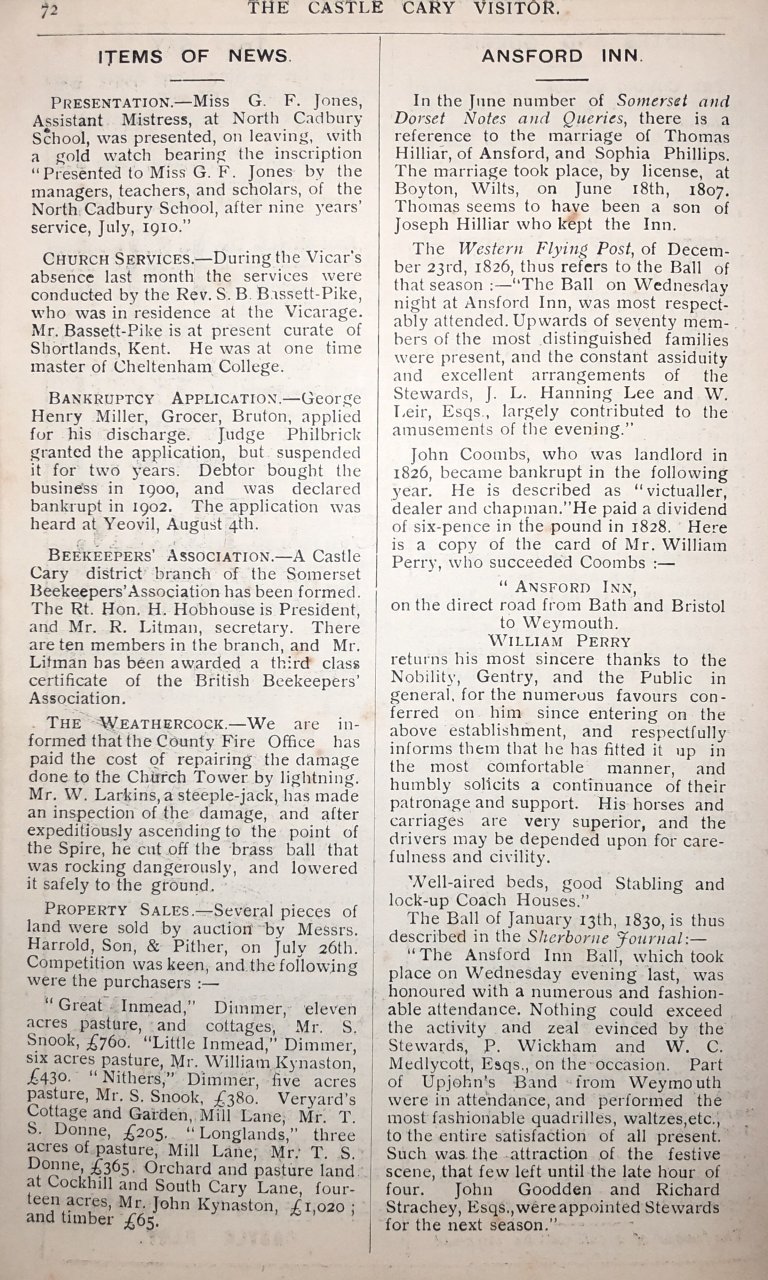 72
THE CASTLE CARY VISITOR.
ITEMS OF NEWS.
PRESENTATION.—Miss G. F. Jones,
Assistant Mistress, at North Cadbury
School, was presented, on leaving, with
a gold watch bearing the inscription
"Presented to Miss G. F. Jones by the
managers, teachers, and scholars, of the
North Cadbury School, after nine years'
service, July, 1910."
CHURCH SERVICES.—During the Vicar's
absence last month the services were
conducted by the Rev. S. B. Bassett-Pike,
who was in residence at the Vicarage.
Mr. Bassett-Pike is at present curate of
Shortlands, Kent. He was at one time
master of Cheltenham College.
BANKRUPTCY APPLICATION.—George
Henry Miller, Grocer, Bruton, applied
for his discharge. Judge Philbrick
granted the application, but suspended
it for two years. Debtor bought the
business in 1900, and was declared
bankrupt in 1902. The application was
heard at Yeovil, August 4th.
BEEKEEPERS' ASSOCIATION.—A Castle
Cary district branch of the Somerset
Beekeepers'Association has been formed.
The Rt. Hon. H. Hobhouse is President,
and Mr. R. Litman, secretary. There
are ten members in the branch, and Mr.
Litman has been awarded a third class
certificate of the British Beekeepers'
Association.
THE WEATHERCOCK.—We are in-
formed that the County Fire Office has
paid the cost of repairing the damage
done to the Church Tower by lightning.
Mr. W. Larkins, a steeple-jack, has made
an inspection of the damage, and after
expeditiously ascending to the point of
the Spire, he cut off the brass ball that
was rocking dangerously, and lowered
it safely to the ground.
PROPERTY SALES.—Several pieces of
land were sold by auction by Messrs.
Harrold, Son, & Pither, on July 26th.
Competition was keen, and the following
were the purchasers :—
"Great Inmead," Dimmer, eleven
acres pasture, and cottages, Mr. S.
Snook, £760. "Little Inmead," Dimmer,
six acres pasture, Mr. William Kynaston,
£430. "Nithers," Dimmer, five acres
pasture, Mr. S. Snook, £380. Veryard's
Cottage and Garden, Mill Lane, Mr. T.
S. Donne, £205. "Longlands," three
acres of pasture, Mill Lane, Mr. T. S.
Donne, £365. Orchard and pasture land
at Cockhill and South Cary Lane, four-
teen acres, Mr. John Kynaston, £1,020 ;
and timber £65.
ANSFORD INN.
In the June number of Somerset and
Dorset Notes and Queries, there is a
reference to the marriage of Thomas
Hilliar, of Ansford, and Sophia Phillips.
The marriage took place, by license, at
Boyton, Wilts, on June 18th, 1807.
Thomas seems to have been a son of
Joseph Hilliar who kept the Inn.
The Western Flying Post, of Decem-
ber 23rd, 1826, thus refers to the Ball of
that season :—"The Ball on Wednesday
night at Ansford Inn, was most respect-
ably attended. Upwards of seventy mem-
bers of the most distinguished families
were present, and the constant assiduity
and excellent arrangements of the
Stewards, J. L. Hanning Lee and W.
Leir, Esqs., largely contributed to the
amusements of the evening."
John Coombs, who was landlord in
1826, became bankrupt in the following
year. He is described as "victualler,
dealer and chapman."He paid a dividend
of six-pence in the pound in 1828. Here
is a copy of the card of Mr. William
Perry, who succeeded Coombs :—
" ANSFORD INN,
on the direct road from Bath and Bristol
to Weymouth.
WILLIAM PERRY
returns his most sincere thanks to the
Nobility, Gentry, and the Public in
general, for the numerous favours con-
ferred on him since entering on the
above establishment, and respectfully
informs them that he has fitted it up in
the most comfortable manner, and
humbly solicits a continuance of their
patronage and support. His horses and
carriages are very superior, and the
drivers may be depended upon for care-
fulness and civility.
Well-aired beds, good Stabling and
lock-up Coach Houses."
The Ball of January 13th, 1830, is thus
described in the Sherborne Journal:—
"The Ansford Inn Ball, which took
place on Wednesday evening last, was
honoured with a numerous and fashion-
able attendance. Nothing could exceed
the activity and zeal evinced by the
Stewards, P. Wickham and W. C.
Medlycott, Esqs., on the occasion. Part
of Upjohn's Band from Weymouth
were in attendance, and performed the
most fashionable quadrilles, waltzes,etc.,
to the entire satisfaction of all present.
Such was the attraction of the festive
scene, that few left until the late hour of
four. John Goodden and Richard
Strachey, Esqs.,were appointed Stewards
for the next season."